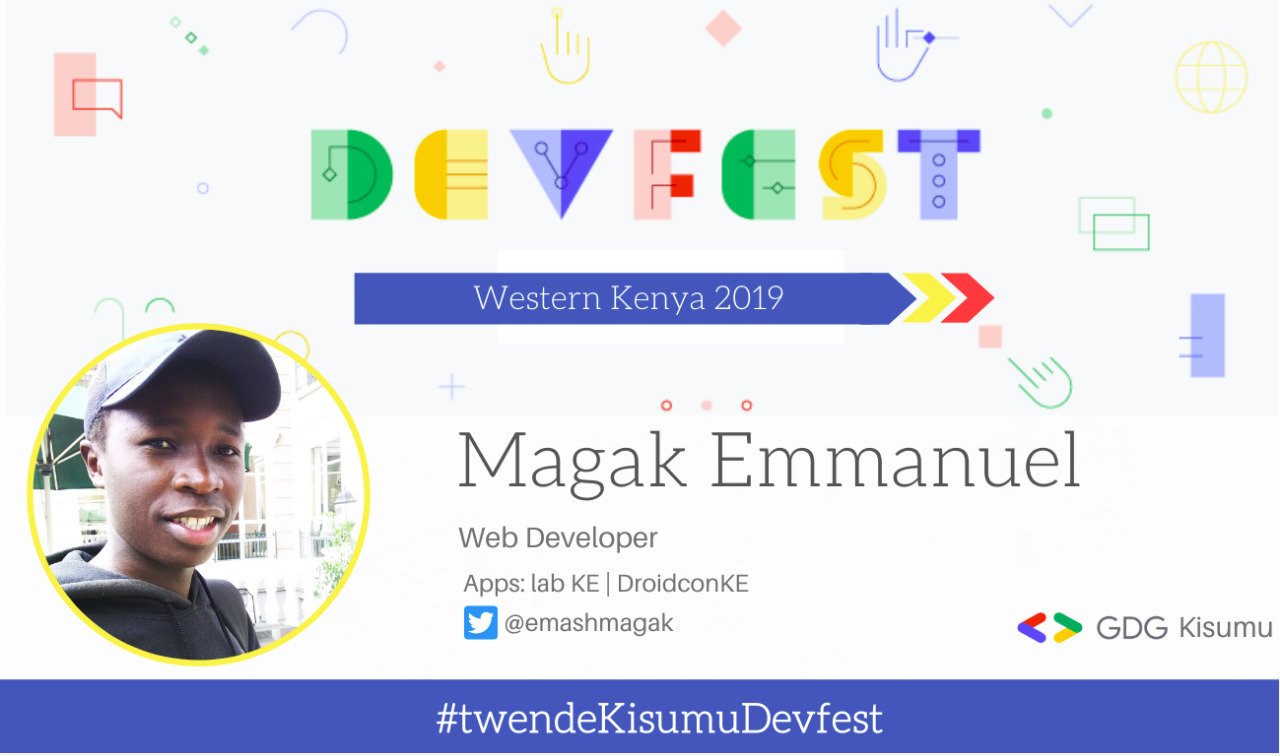 DEVFEST
Western Kenya 2019
Magak Emmanuel
Web Developer
Apps: lab KE | DroidconKE
@emashmagak
GDG Kisumu
#twendeKisumuDevfest